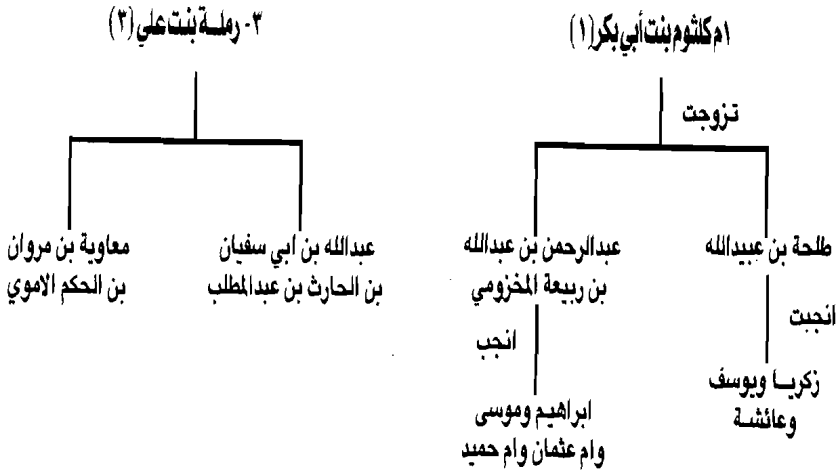 ام كلثوم بنت أبي بكر (١)
تزوجت
طلحة بن عبيدالله
انجبت
زكريا ويوسف
وعائشة
عبدالرحمن بن عبدالله
بن ربيعة المخزومي
انجب
ابراهيم وموسى
وام عثمان وام حميد
٣- رملة بنت علي (٣)
عبدالله بن ابي سفيان
بن الحارث بن عبدالمطلب
معاوية بن مروان
بن الحكم الاموي